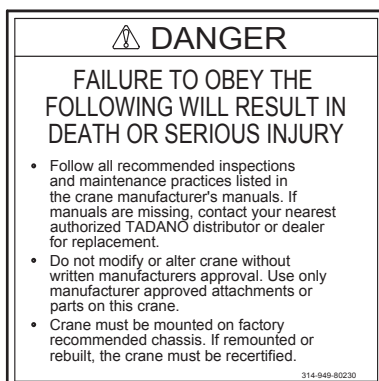 ⚠ DANGER
FAILURE TO OBEY THE
FOLLOWING WILL RESULT IN
DEATH OR SERIOUS INJURY
• Follow all recommended inspections
and maintenance practices listed in
the crane manufacturer's manuals. If
manuals are missing, contact your nearest
authorized TADANO distributor or dealer
for replacement.
• Do not modify or alter crane without
written manufacturers approval. Use only
manufacturer approved attachments or
parts on this crane.
• Crane must be mounted on factory
recommended chassis. If remounted or
rebuilt, the crane must be recertified.
314-949-80230